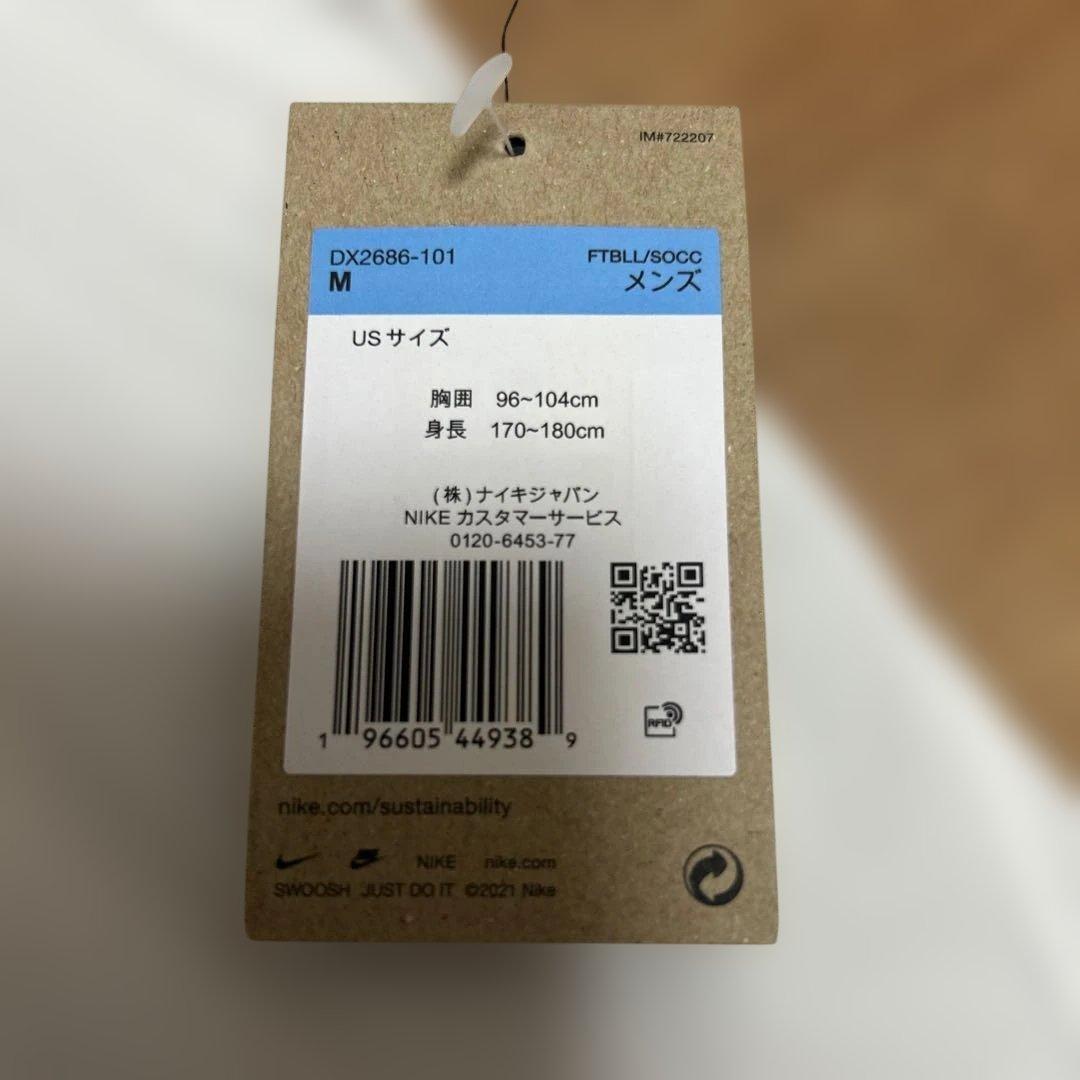 IM#722207
DX2686-101 FTBLL/SOCC
M メンズ
US サイズ
胸囲 96~104cm
身長 170~180cm
(株)ナイキジャパン
NIKE カスタマーサービス
0120-6453-77
RFID
1 96605 44938 9
nike.com/sustainability
NIKE nike.com
SWOOSH JUST DO IT ©2021 Nike